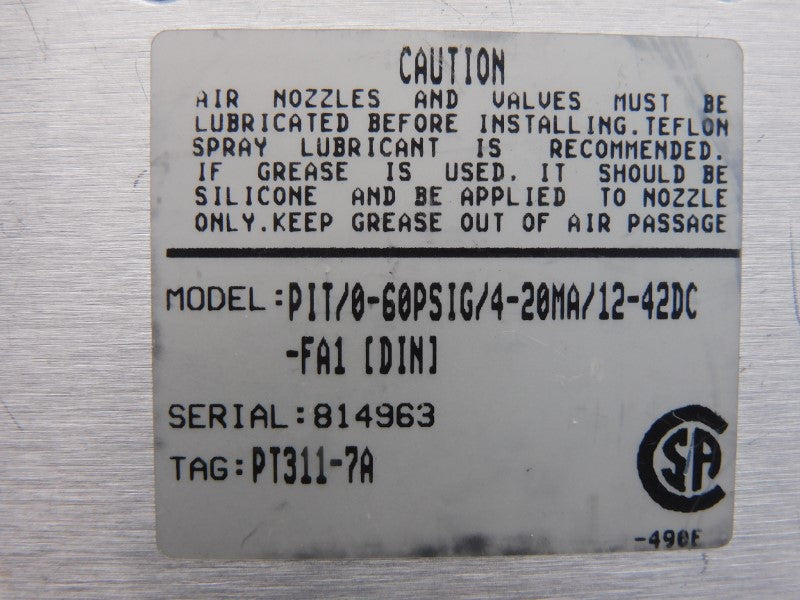 CAUTION
AIR NOZZLES AND VALVES MUST BE
LUBRICATED BEFORE INSTALLING.TEFLON
SPRAY LUBRICANT IS RECOMMENDED.
IF GREASE IS USED, IT SHOULD BE
SILICONE AND BE APPLIED TO NOZZLE
ONLY.KEEP GREASE OUT OF AIR PASSAGE
MODEL:PIT/0-60PSIG/4-20MA/12-42DC
-FA1 [DIN]
SERIAL:814963
TAG:PT311-7A
CSA